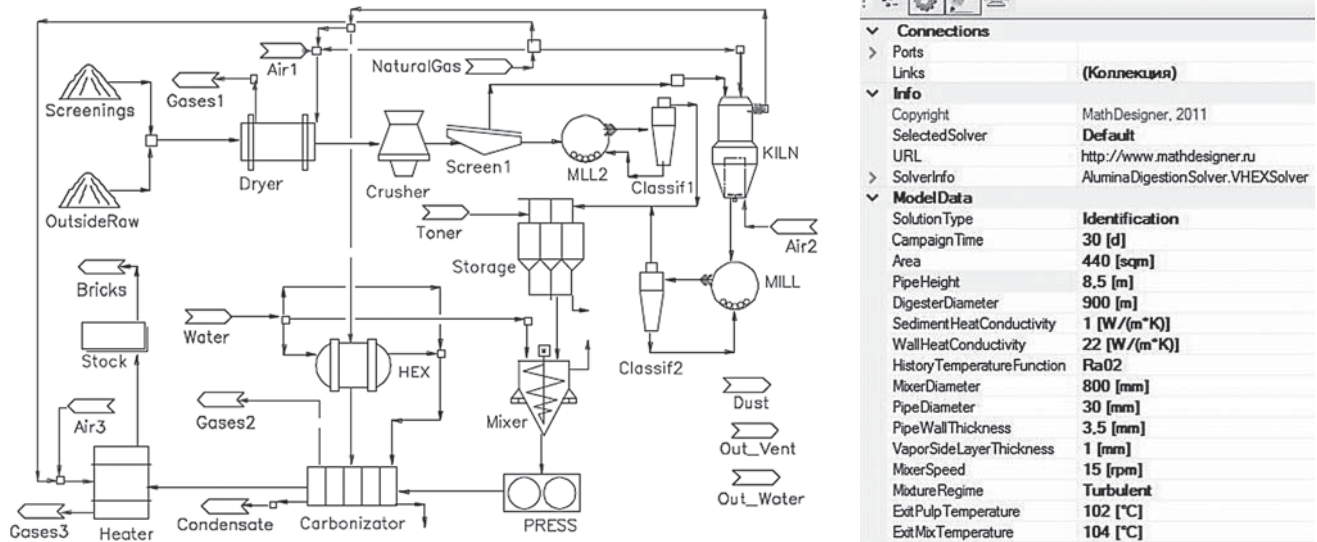 Air1
NaturalGas
Screenings
Gases1
OutsideRaw
Dryer
Crusher
Screen1
MLL2
Classif1
KILN
Toner
Storage
Air2
MILL
Bricks
Water
Stock
HEX
Classif2
Mixer
Dust
Gases2
Air3
Out_Vent
Out_Water
Gases3
Heater
Condensate
Carbonizator
PRESS
Connections
Ports
Links (Коллекция)
Info
Copyright MathDesigner, 2011
SelectedSolver Default
URL http://www.mathdesigner.ru
SolverInfo AluminaDigestionSolver.VHEXSolver
ModelData
SolutionType Identification
CampaignTime 30 [d]
Area 440 [sqm]
PipeHeight 8,5 [m]
DigesterDiameter 900 [m]
SedimentHeatConductivity 1 [W/(m*K)]
WallHeatConductivity 22 [W/(m*K)]
HistoryTemperatureFunction Ra02
MixerDiameter 800 [mm]
PipeDiameter 30 [mm]
PipeWallThickness 3,5 [mm]
VaporSideLayerThickness 1 [mm]
MixerSpeed 15 [rpm]
MixtureRegime Turbulent
ExitPulpTemperature 102 [°C]
ExitMixTemperature 104 [°C]